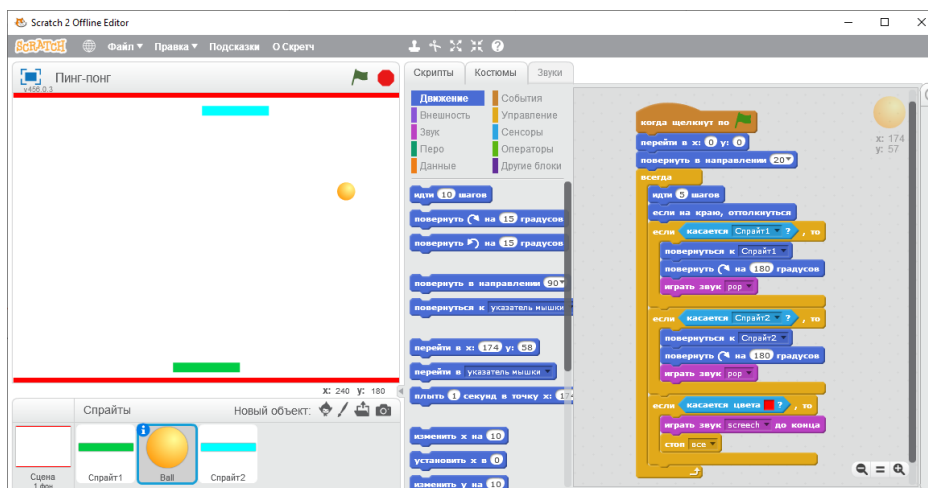 Scratch 2 Offline Editor
SCRATCH Файл Правка Подсказки О Скретч
Пинг-понг
v456.0.3
x: 240 y: 180
Спрайты Новый объект:
Сцена
1 фон
Спрайт1
Ball
Спрайт2
Скрипты Костюмы Звуки
Движение События
Внешность Управление
Звук Сенсоры
Перо Операторы
Данные Другие блоки
идти 10 шагов
повернуть на 15 градусов
повернуть на 15 градусов
повернуть в направлении 90
повернуться к указатель мышки
перейти в x: 174 y: 58
перейти в указатель мышки
плыть 1 секунд в точку x: 174
изменить x на 10
установить x в 0
изменить y на 10
когда щелкнут по
перейти в x: 0 y: 0
повернуть в направлении 20
всегда
идти 5 шагов
если на краю, оттолкнуться
если касается Спрайт1 ? , то
повернуться к Спрайт1
повернуть на 180 градусов
играть звук pop
если касается Спрайт2 ? , то
повернуться к Спрайт2
повернуть на 180 градусов
играть звук pop
если касается цвета ? , то
играть звук screech до конца
стоп все
x: 174
y: 57